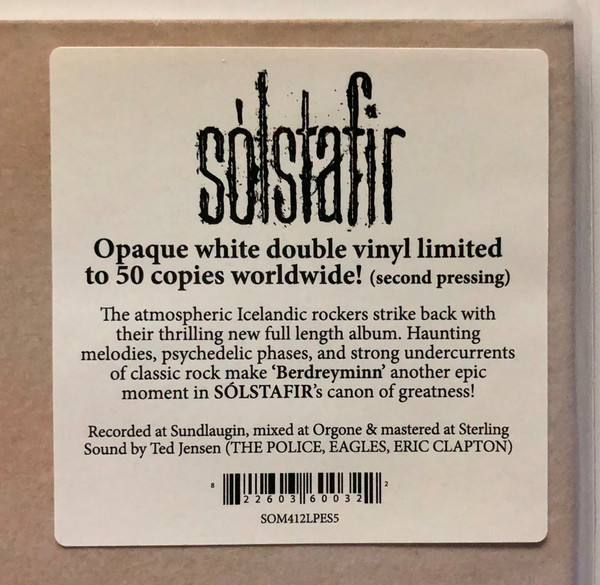 sólstafir
Opaque white double vinyl limited
to 50 copies worldwide! (second pressing)
The atmospheric Icelandic rockers strike back with
their thrilling new full length album. Haunting
melodies, psychedelic phases, and strong undercurrents
of classic rock make ‘Berdreyminn’ another epic
moment in SÓLSTAFIR’s canon of greatness!
Recorded at Sundlaugin, mixed at Orgone & mastered at Sterling
Sound by Ted Jensen (THE POLICE, EAGLES, ERIC CLAPTON)
8 22603 60032 2
SOM412LPES5